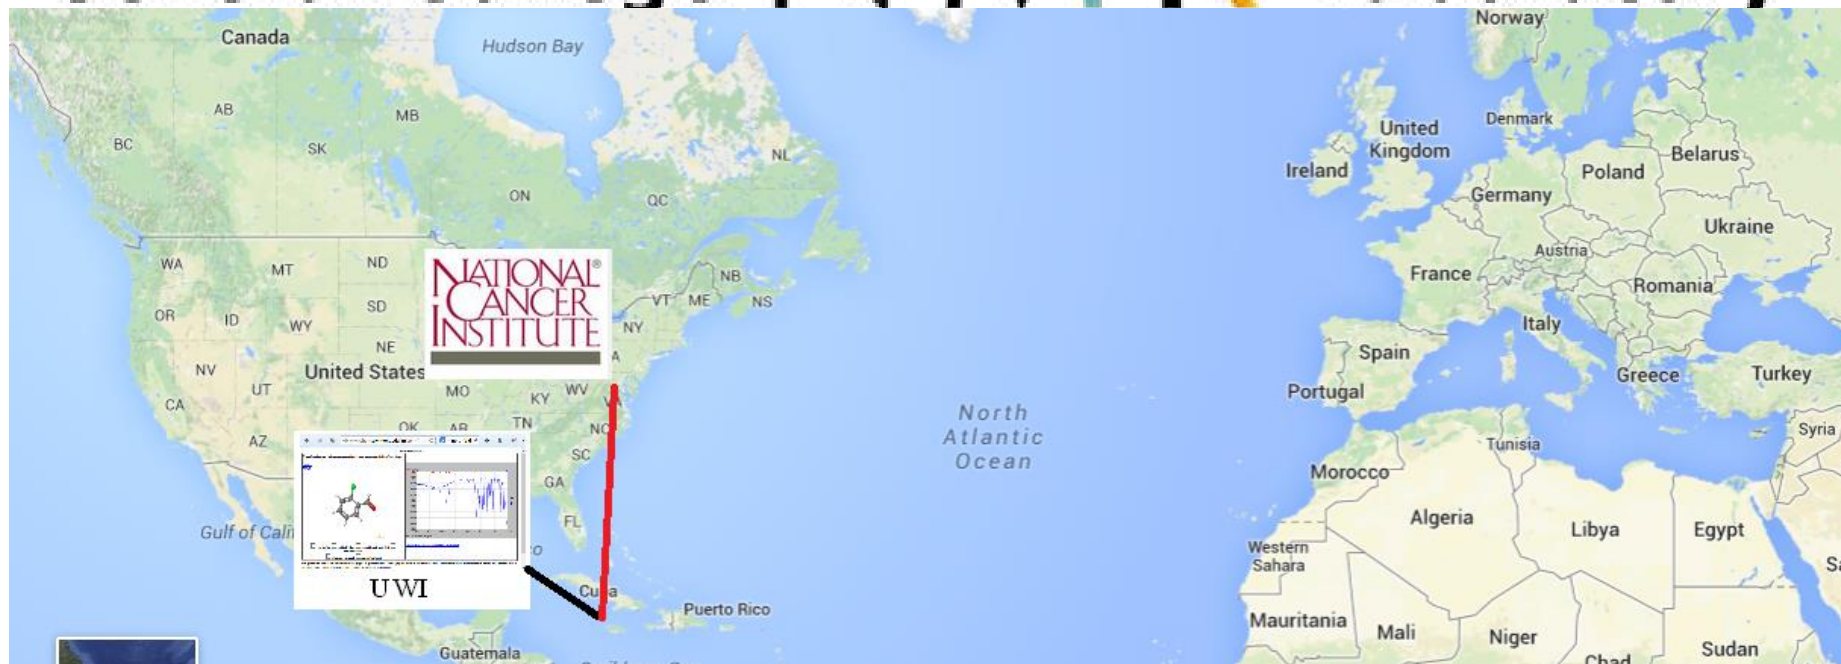 Norway
Canada
Hudson Bay
AB
MB
BC
SK
NL
ON
QC
Denmark
United
Kingdom
Ireland
Belarus
Poland
Germany
Ukraine
Austria
France
Romania
WA
MT
ND
NB
VT
ME
NS
OR
ID
WY
SD
NY
NE
NATIONAL®
CANCER
INSTITUTE
Italy
Spain
Portugal
Greece
Turkey
NV
UT
United States
CA
MO
KY
WV
AZ
OK
AR
TN
NC
SC
GA
FL
North
Atlantic
Ocean
Tunisia
Syria
Morocco
Algeria
Libya
Egypt
Western
Sahara
Gulf of Cali
UWI
Cuba
Puerto Rico
Guatemala
Mauritania
Mali
Niger
Chad
Sudan